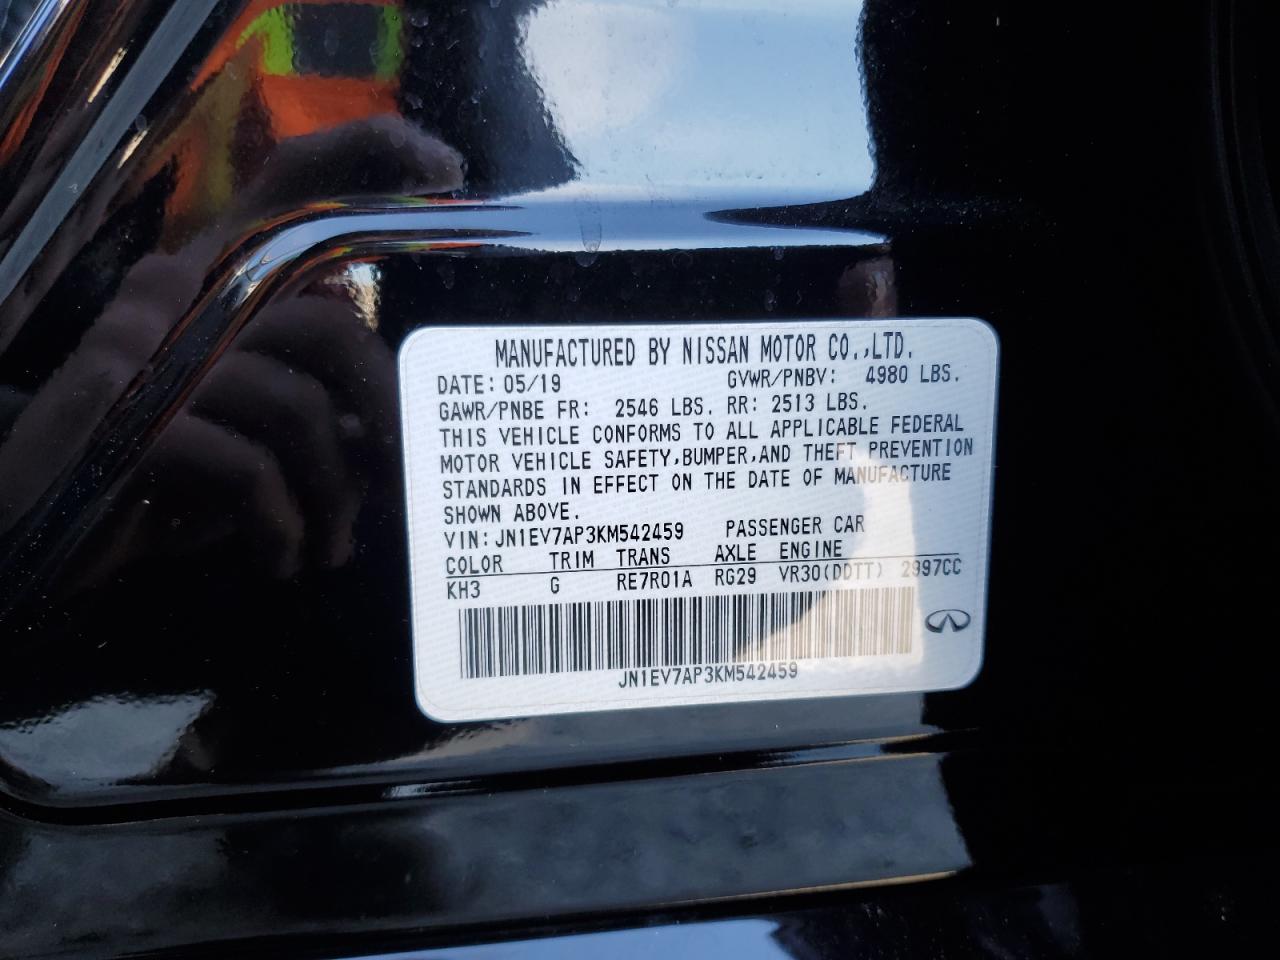 MANUFACTURED BY NISSAN MOTOR CO.,LTD.
DATE: 05/19 GVWR/PNBV: 4980 LBS.
GAWR/PNBE FR: 2546 LBS. RR: 2513 LBS.
THIS VEHICLE CONFORMS TO ALL APPLICABLE FEDERAL
MOTOR VEHICLE SAFETY,BUMPER,AND THEFT PREVENTION
STANDARDS IN EFFECT ON THE DATE OF MANUFACTURE
SHOWN ABOVE.
VIN: JN1EV7AP3KM542459 PASSENGER CAR
COLOR TRIM TRANS AXLE ENGINE
KH3 G RE7R01A RG29 VR30(DDTT) 2997CC
JN1EV7AP3KM542459